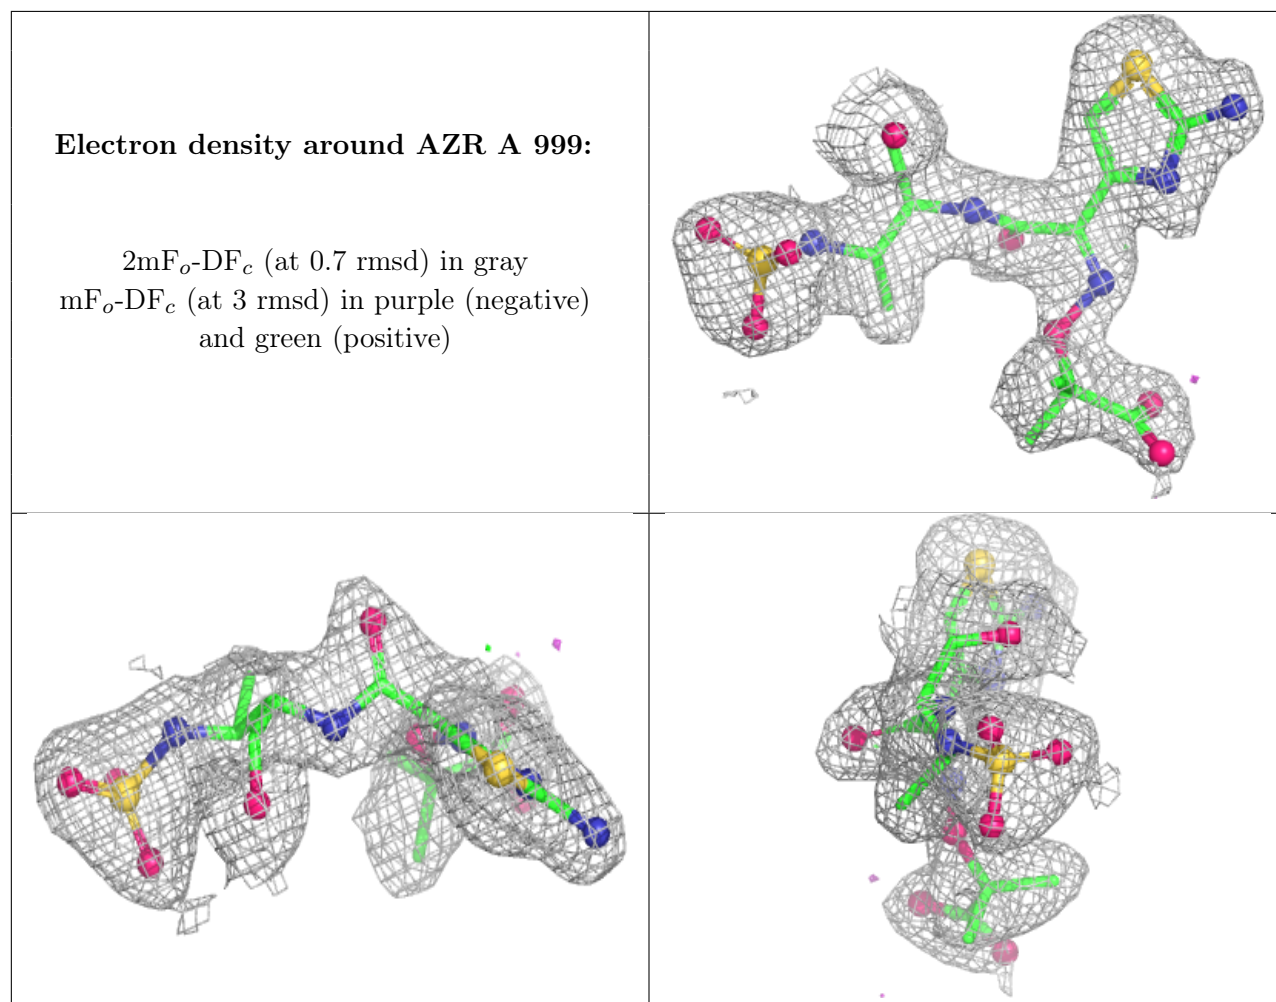 Electron density around AZR A 999:
2mFo-DFc (at 0.7 rmsd) in gray
mFo-DFc (at 3 rmsd) in purple (negative)
and green (positive)